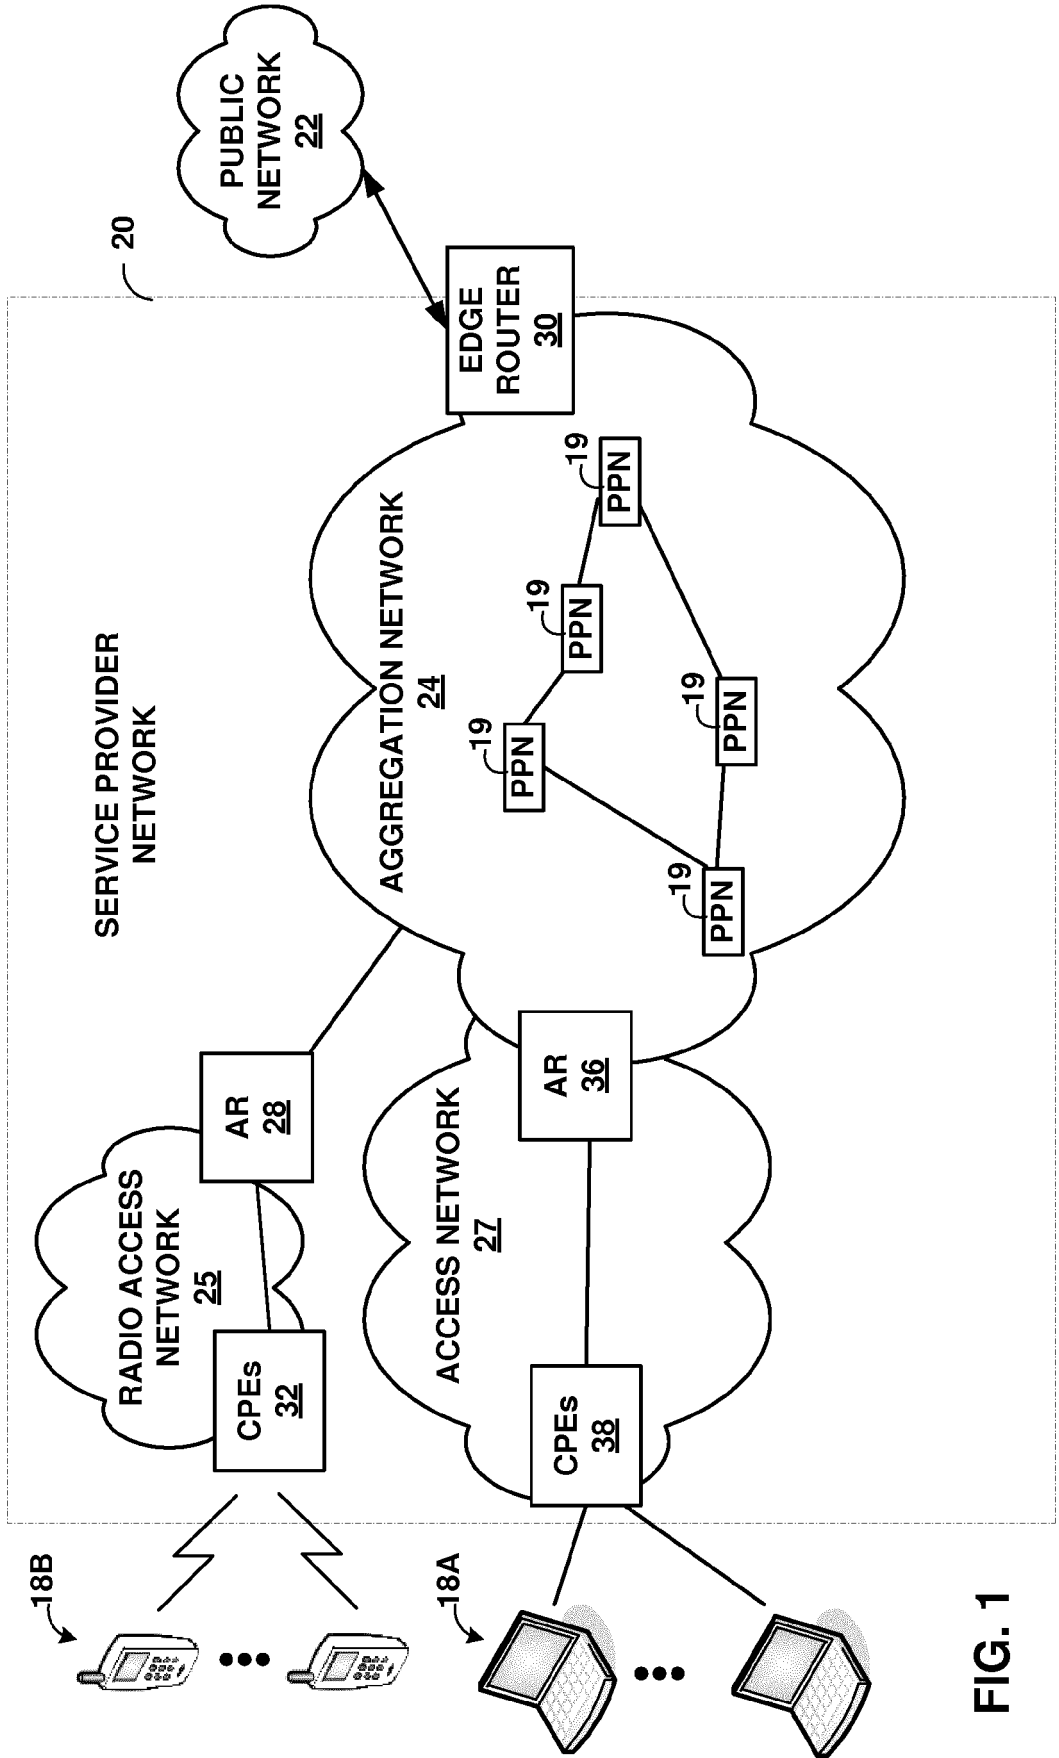 SERVICE PROVIDER
NETWORK
20
PUBLIC
NETWORK
22
18B
RADIO ACCESS
NETWORK
25
CPEs
32
AR
28
AGGREGATION NETWORK
24
EDGE
ROUTER
30
19
PPN
19
PPN
19
PPN
19
PPN
19
PPN
18A
ACCESS NETWORK
27
CPEs
38
AR
36
FIG. 1